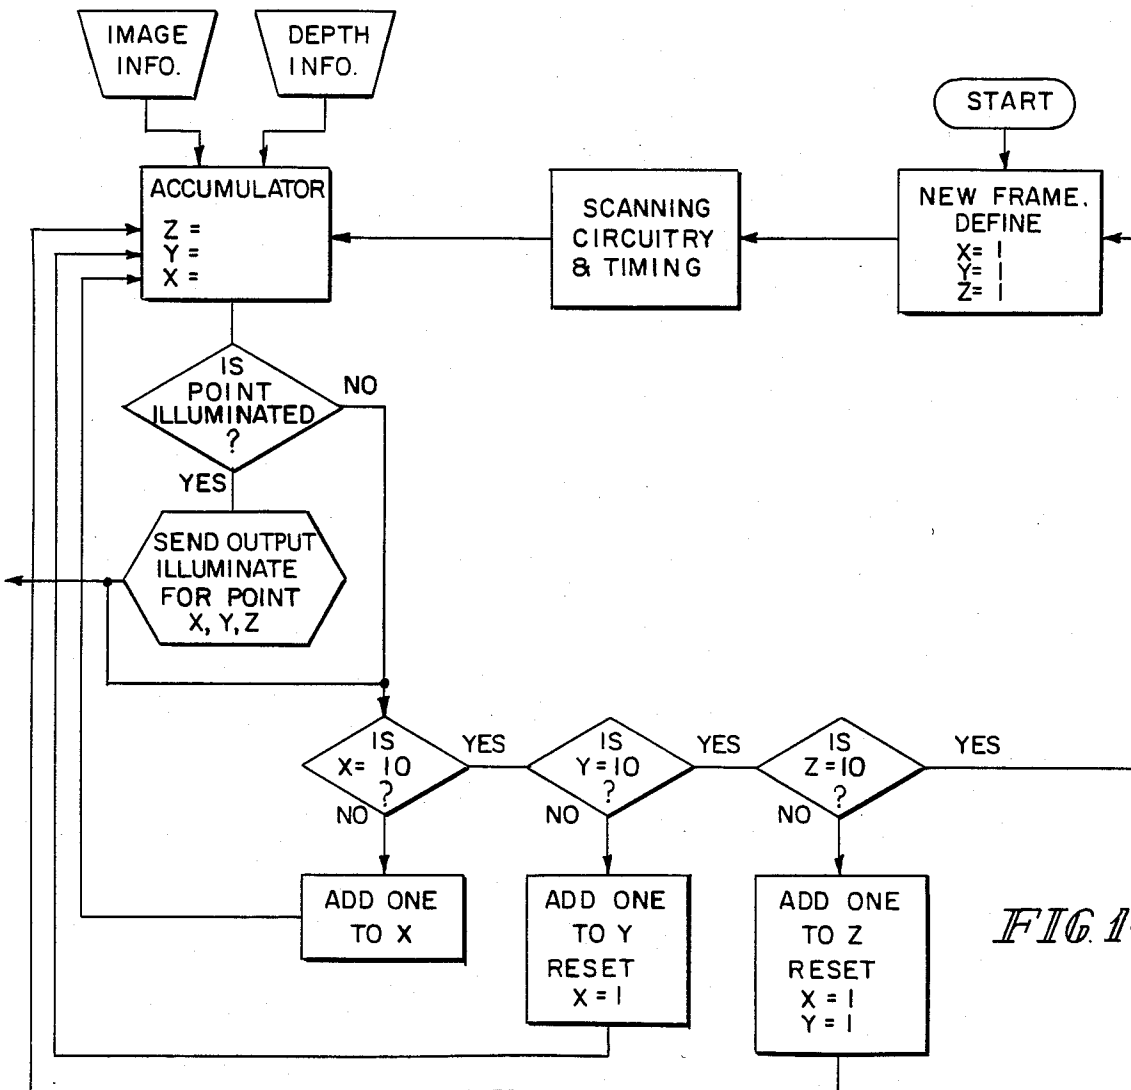 IMAGE
INFO.
DEPTH
INFO.
START
ACCUMULATOR
Z =
Y =
X =
SCANNING
CIRCUITRY
& TIMING
NEW FRAME.
DEFINE
X= 1
Y= 1
Z= 1
IS
POINT
ILLUMINATED
?
NO
YES
SEND OUTPUT
ILLUMINATE
FOR POINT
X, Y, Z
IS
X= 10
?
YES
NO
IS
Y=10
?
YES
NO
IS
Z=10
?
YES
NO
ADD ONE
TO X
ADD ONE
TO Y
RESET
X = 1
ADD ONE
TO Z
RESET
X = 1
Y = 1
FIG. 1